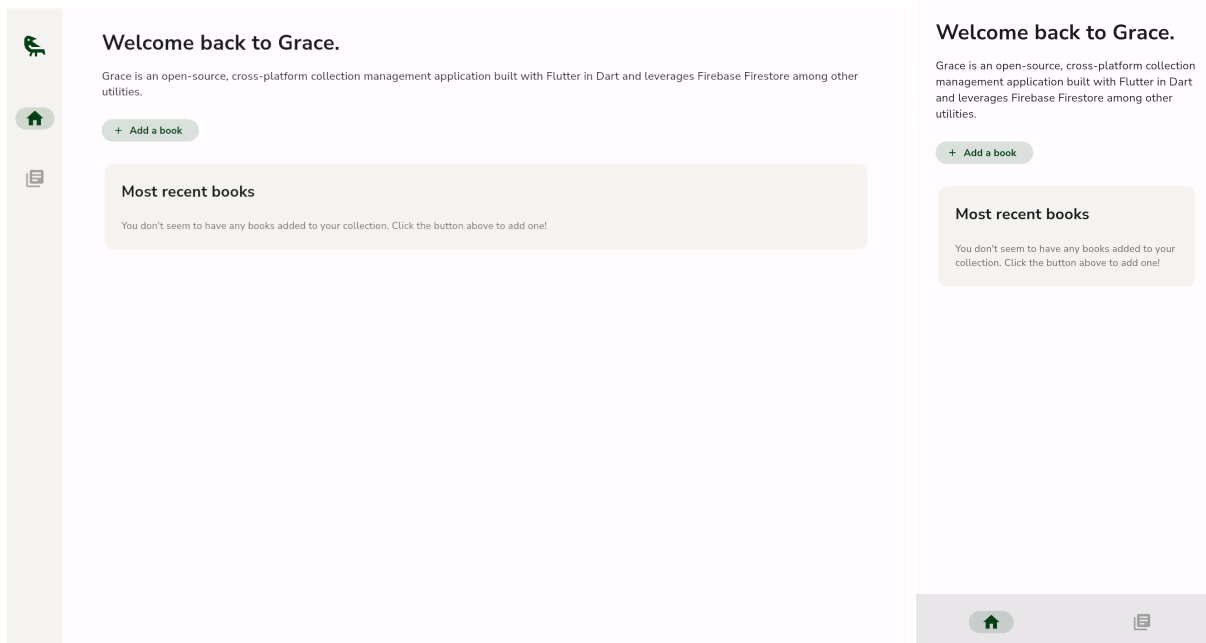 Welcome back to Grace.
Grace is an open-source, cross-platform collection management application built with Flutter in Dart and leverages Firebase Firestore among other
utilities.
+ Add a book
Most recent books
You don't seem to have any books added to your collection. Click the button above to add one!
Welcome back to Grace.
Grace is an open-source, cross-platform collection
management application built with Flutter in Dart
and leverages Firebase Firestore among other
utilities.
+ Add a book
Most recent books
You don't seem to have any books added to your
collection. Click the button above to add one!